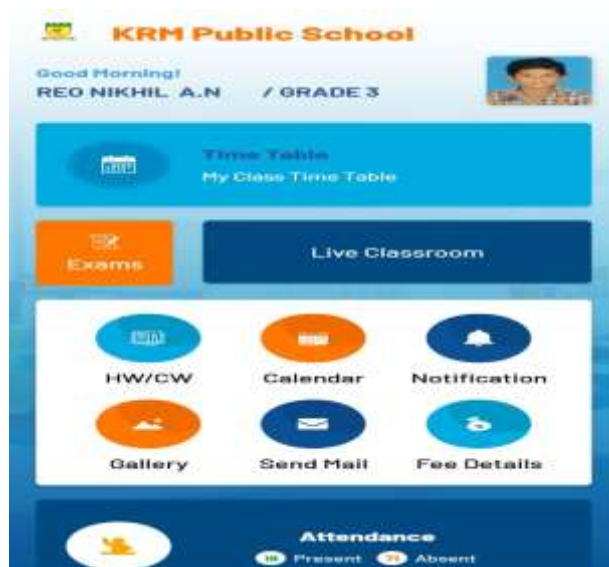 KRM Public School
Good Morning!
REO NIKHIL A.N / GRADE 3
Time Table
My Class Time Table
Exams
Live Classroom
HW/CW
Calendar
Notification
Gallery
Send Mail
Fee Details
Attendance
Present Absent